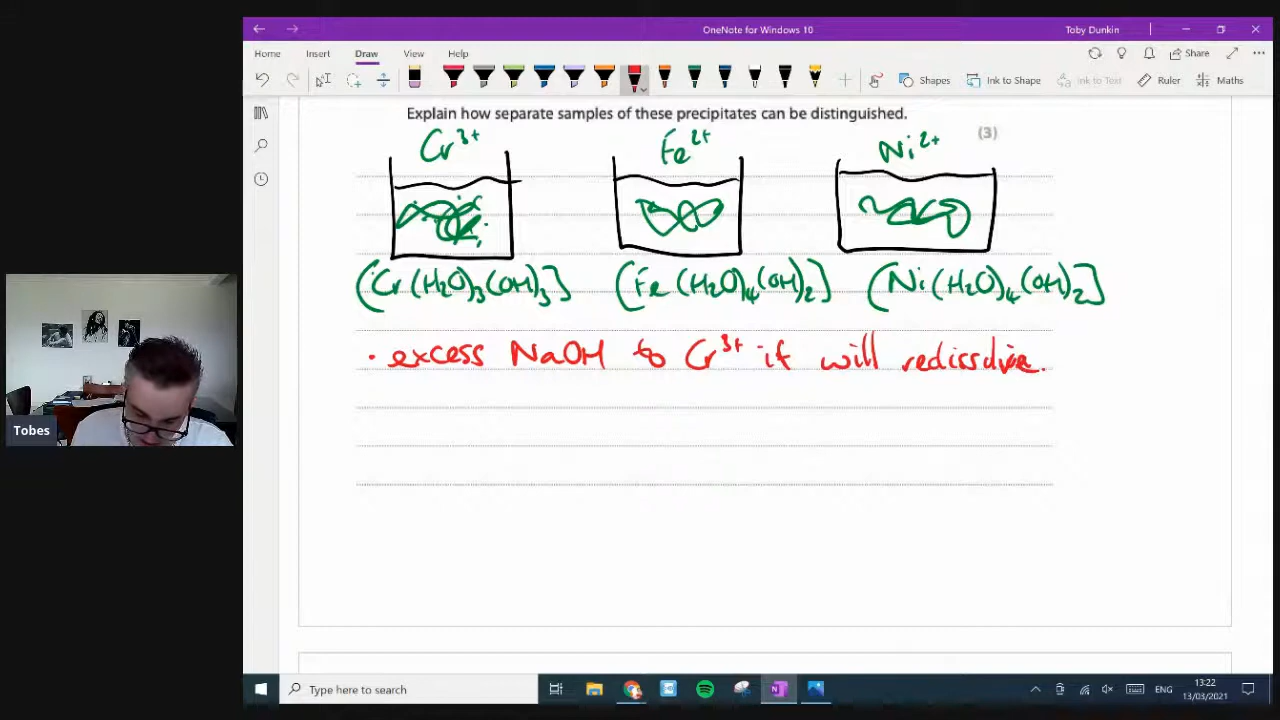 OneNote for Windows 10
Toby Dunkin
Home Insert Draw View Help
Share
Shapes Ink to Shape Ink to Text Ruler Maths
Explain how separate samples of these precipitates can be distinguished.
(3)
Cr³⁺ Fe²⁺ Ni²⁺
[Cr(H₂O)₃(OH)₃] [Fe(H₂O)₄(OH)₂] [Ni(H₂O)₄(OH)₂]
· excess NaOH to Cr³⁺ it will redissolve.
Tobes
Type here to search
ENG
13:22
13/03/2021